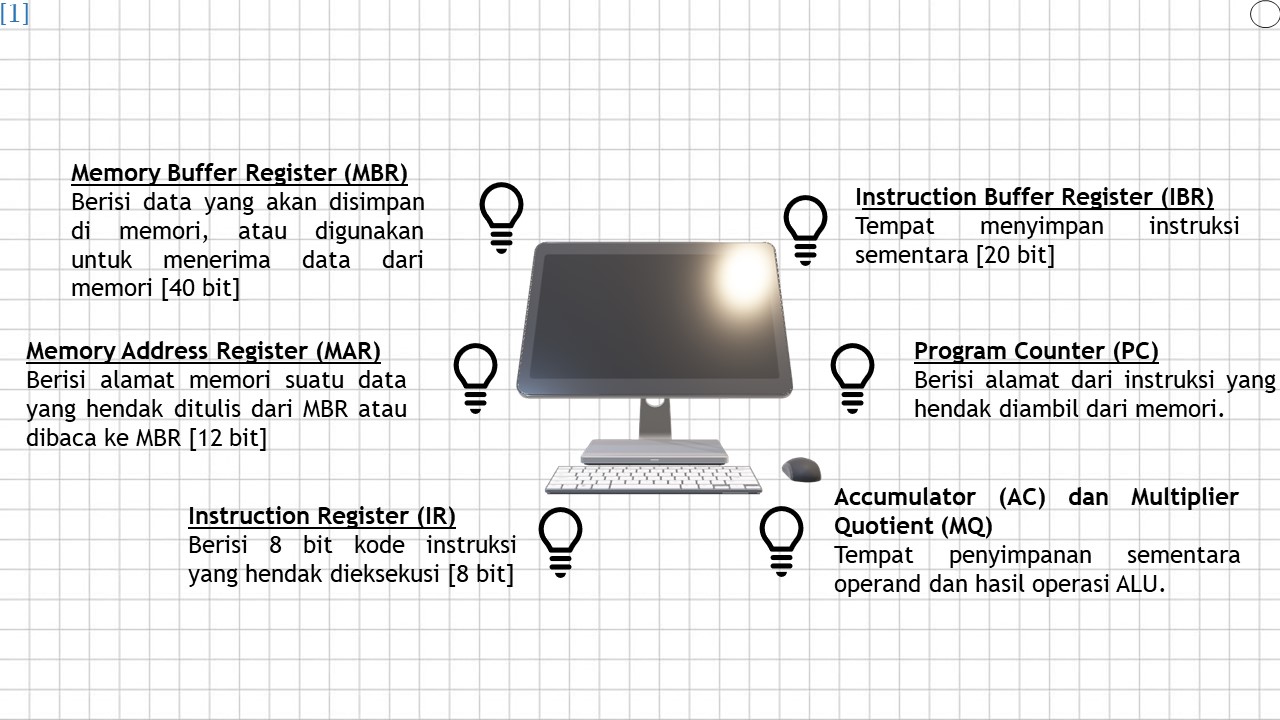 [1]
Memory Buffer Register (MBR)
Berisi data yang akan disimpan
di memori, atau digunakan
untuk menerima data dari
memori [40 bit]
Memory Address Register (MAR)
Berisi alamat memori suatu data
yang hendak ditulis dari MBR atau
dibaca ke MBR [12 bit]
Instruction Register (IR)
Berisi 8 bit kode instruksi
yang hendak dieksekusi [8 bit]
Instruction Buffer Register (IBR)
Tempat menyimpan instruksi
sementara [20 bit]
Program Counter (PC)
Berisi alamat dari instruksi yang
hendak diambil dari memori.
Accumulator (AC) dan Multiplier
Quotient (MQ)
Tempat penyimpanan sementara
operand dan hasil operasi ALU.